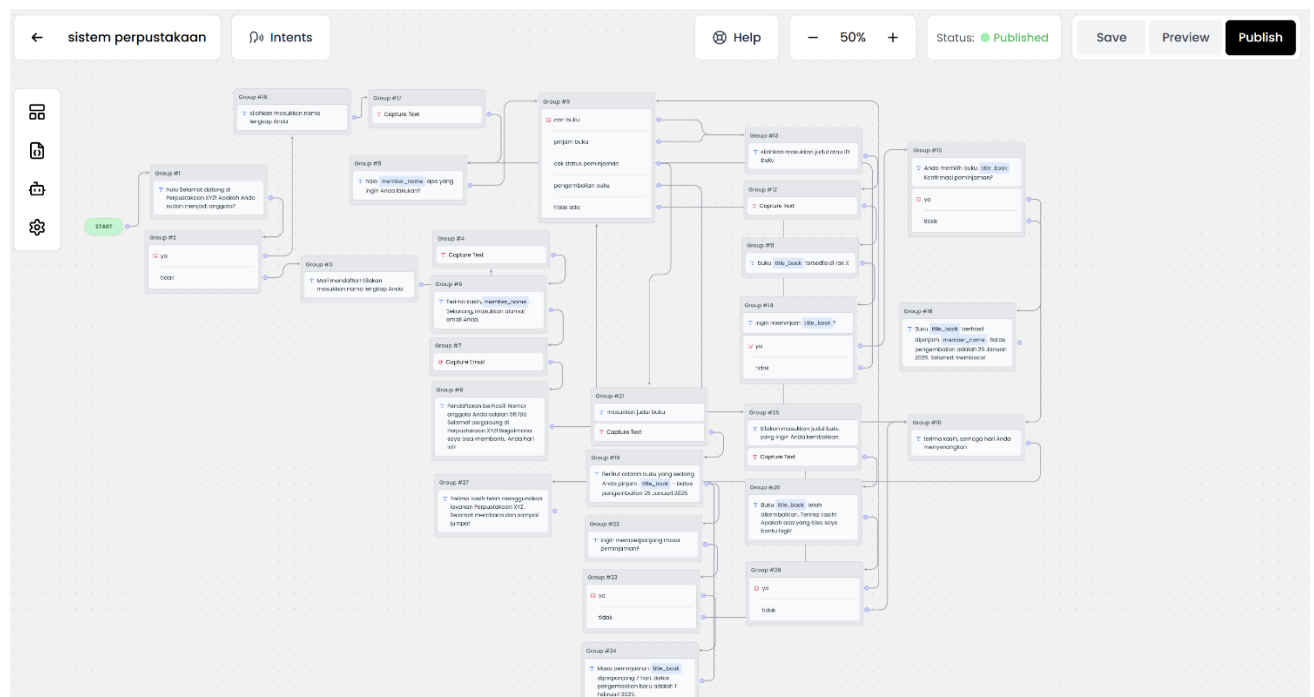 sistem perpustakaan
Intents
Help
50%
Status:
Published
Save
Preview
Publish
START
Group #1
halo Selamat datang di
Perpustakaan XYZ! Apakah Anda
sudah menjadi anggota?
Group #2
ya
tidak
Group #3
Mari mendaftar! Silakan
masukkan nama lengkap Anda
Group #18
silahkan masukkan nama
lengkap Anda
Group #17
Capture Text
Group #5
halo member_name apa yang
ingin Anda lakukan?
Group #4
Capture Text
Group #6
Terima kasih, member_name.
Sekarang, masukkan alamat
email Anda.
Group #7
Capture Email
Group #8
Pendaftaran berhasil! Nomor
anggota Anda adalah 56789.
Selamat bergabung di
Perpustakaan XYZ! Bagaimana
saya bisa membantu Anda hari
ini?
Group #27
Terima kasih telah menggunakan
layanan Perpustakaan XYZ.
Selamat membaca dan sampai
jumpa!
Group #9
cari buku
pinjam buku
cek status peminjaman
pengembalian buku
tidak ada
Group #21
masukkan judul buku
Capture Text
Group #19
Berikut adalah buku yang sedang
Anda pinjam. title_book - batas
pengembalian 25 Januari 2025
Group #22
ingin memperpanjang masa
peminjaman?
Group #23
ya
tidak
Group #24
Masa peminjaman title_book
diperpanjang 7 hari. Batas
pengembalian baru adalah 1
Februari 2025.
Group #13
silahkan masukkan judul atau ID
buku
Group #12
Capture Text
Group #11
buku title_book tersedia di rak X
Group #14
ingin meminjam title_book ?
ya
tidak
Group #25
Silakan masukkan judul buku
yang ingin Anda kembalikan.
Capture Text
Group #26
Buku title_book telah
dikembalikan. Terima kasih!
Apakah ada yang bisa saya
bantu lagi?
Group #28
ya
tidak
Group #15
Anda memilih buku title_book
Konfirmasi peminjaman?
ya
tidak
Group #16
Buku title_book berhasil
dipinjam member_name. Batas
pengembalian adalah 25 Januari
2025. Selamat membaca!
Group #10
terima kasih, semoga hari Anda
menyenangkan